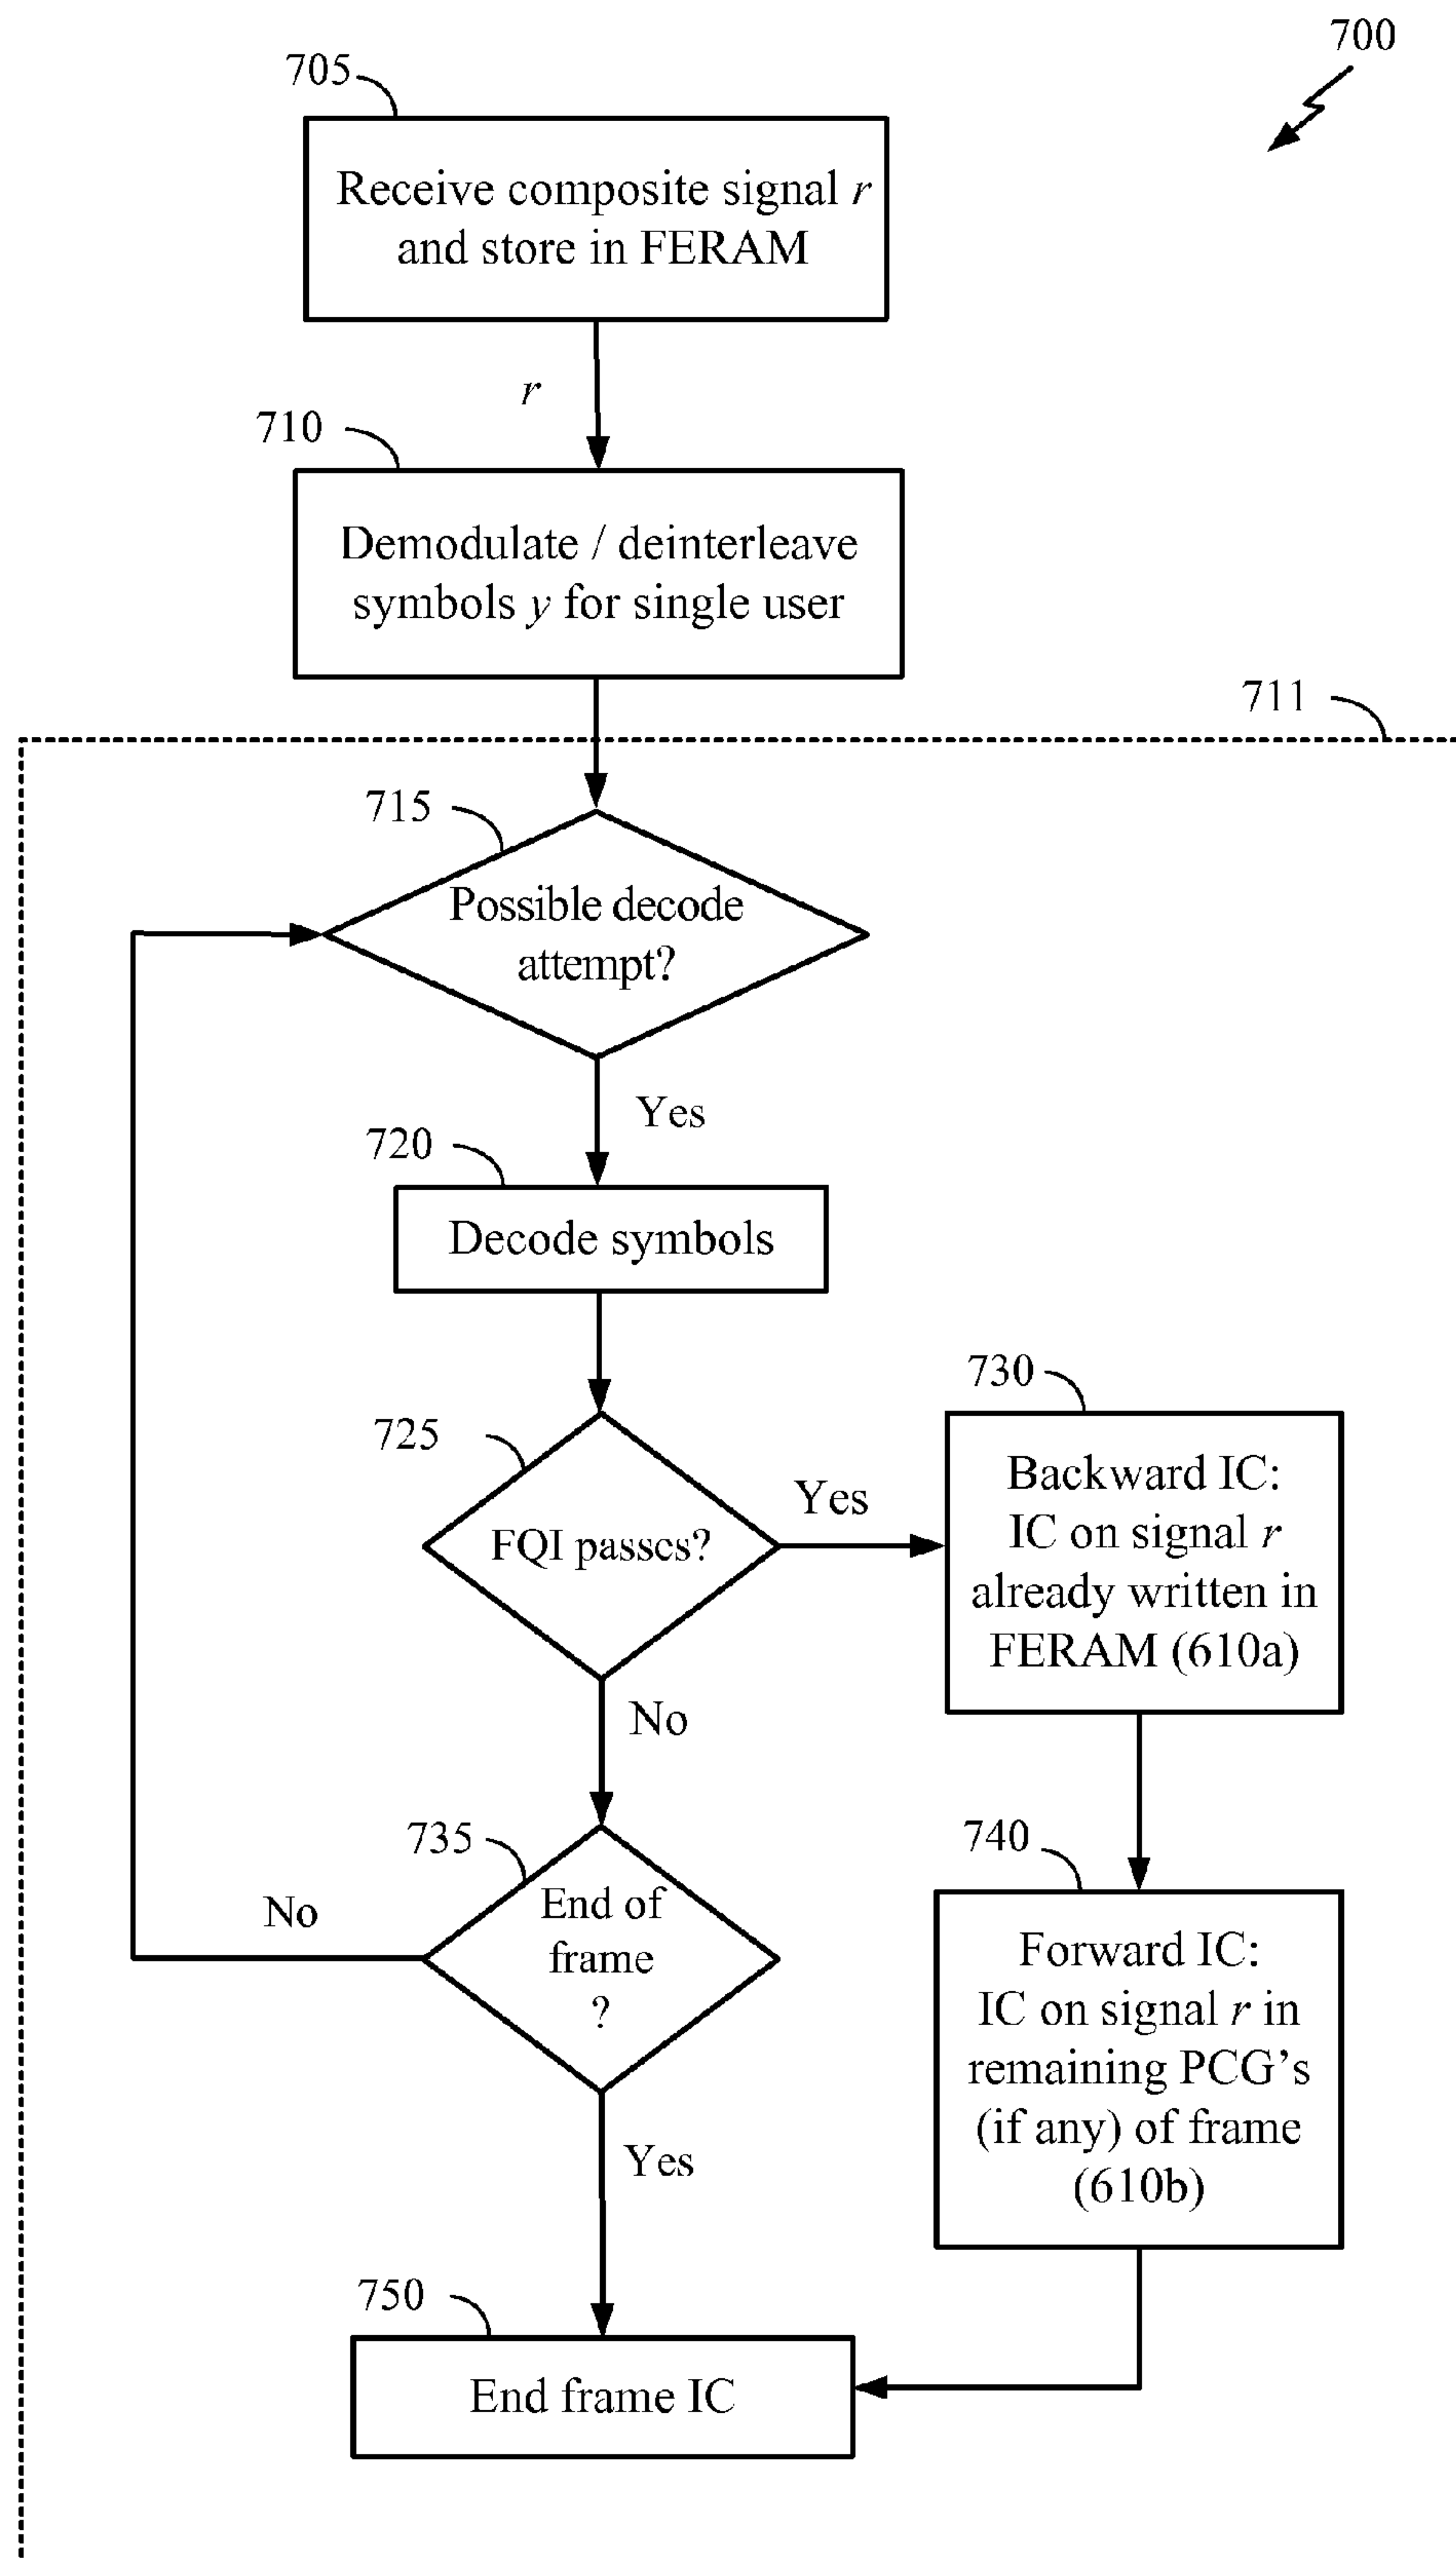 700
705
Receive composite signal r
and store in FERAM
r
710
Demodulate / deinterleave
symbols y for single user
711
715
Possible decode
attempt?
Yes
720
Decode symbols
725
FQI passes?
Yes
No
730
Backward IC:
IC on signal r
already written in
FERAM (610a)
735
End of
frame
?
No
Yes
740
Forward IC:
IC on signal r in
remaining PCG's
(if any) of frame
(610b)
750
End frame IC